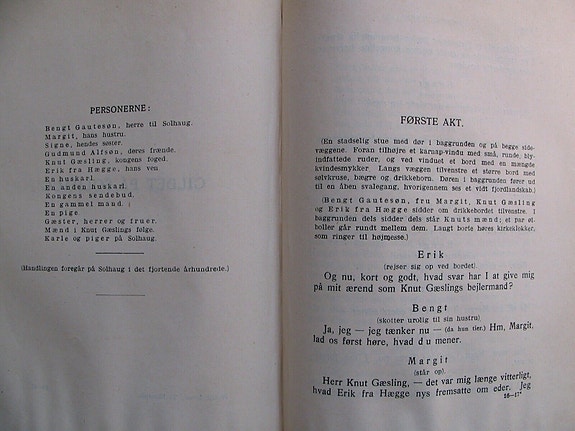 PERSONERNE:
Bengt Gautesøn, herre til Solhaug.
Margit, hans hustru.
Signe, hendes søster.
Gudmund Alfsøn, deres frænde.
Knut Gæsling, kongens foged.
Erik fra Hægge, hans ven
En huskarl.
En anden huskarl.
Kongens sendebud.
En gammel mand.
En pige.
Gæster, herrer og fruer.
Mænd i Knut Gæslings følge.
Karle og piger på Solhaug.
(Handlingen foregår på Solhaug i det fjortende århundrede.)
FØRSTE AKT.
(En stadselig stue med dør i baggrunden og på begge side-
væggene. Foran tilhøjre et karnap-vindu med små, runde, bly-
indfattede ruder, og ved vinduet et bord med en mængde
kvindesmykker. Langs væggen tilvenstre et større bord med
sølvkruse, bægre og drikkehorn. Døren i baggrunden fører ud
til en åben svalegang, hvorigennem ses et vidt fjordlandskab.)
(Bengt Gautesøn, fru Margit, Knut Gæsling
og Erik fra Hægge sidder om drikkebordet tilvenstre. I
baggrunden dels sidder dels står Knuts mænd; et par øl-
boller går rundt mellem dem. Langt borte høres kirkeklokker,
som ringer til højmesse.)
Erik
(rejser sig op ved bordet).
Og nu, kort og godt, hvad svar har I at give mig
på mit ærend som Knut Gæslings bejlermand?
Bengt
(skotter urolig til sin hustru)
Ja, jeg — jeg tænker nu — (da hun tier.) Hm, Margit,
lad os først høre, hvad du mener.
Margit
(står op).
Herr Knut Gæsling, — det var mig længe vitterligt,
hvad Erik fra Hægge nys fremsatte om eder. Jeg
16—17*